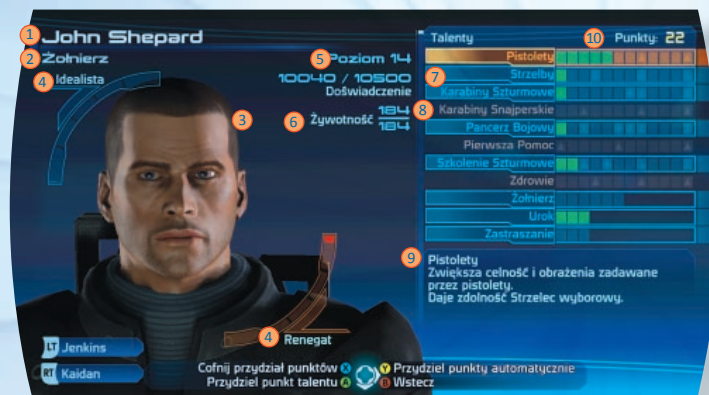 1 John Shepard
2 Żołnierz
4 Idealista
5 Poziom 14
10040 / 10500
Doświadczenie
3
6 Żywotność 184
184
4 Renegat
LT Jenkins
RT Kaidan
Talenty 10 Punkty: 22
Pistolety
7 Strzelby
Karabiny Szturmowe
8 Karabiny Snajperskie
Pancerz Bojowy
Pierwsza Pomoc
Szkolenie Szturmowe
Zdrowie
Żołnierz
Urok
Zastraszanie
9 Pistolety
Zwiększa celność i obrażenia zadawane
przez pistolety.
Daje zdolność Strzelec wyborowy.
Cofnij przydział punktów X Y Przydziel punkty automatycznie
Przydziel punkt talentu A B Wstecz